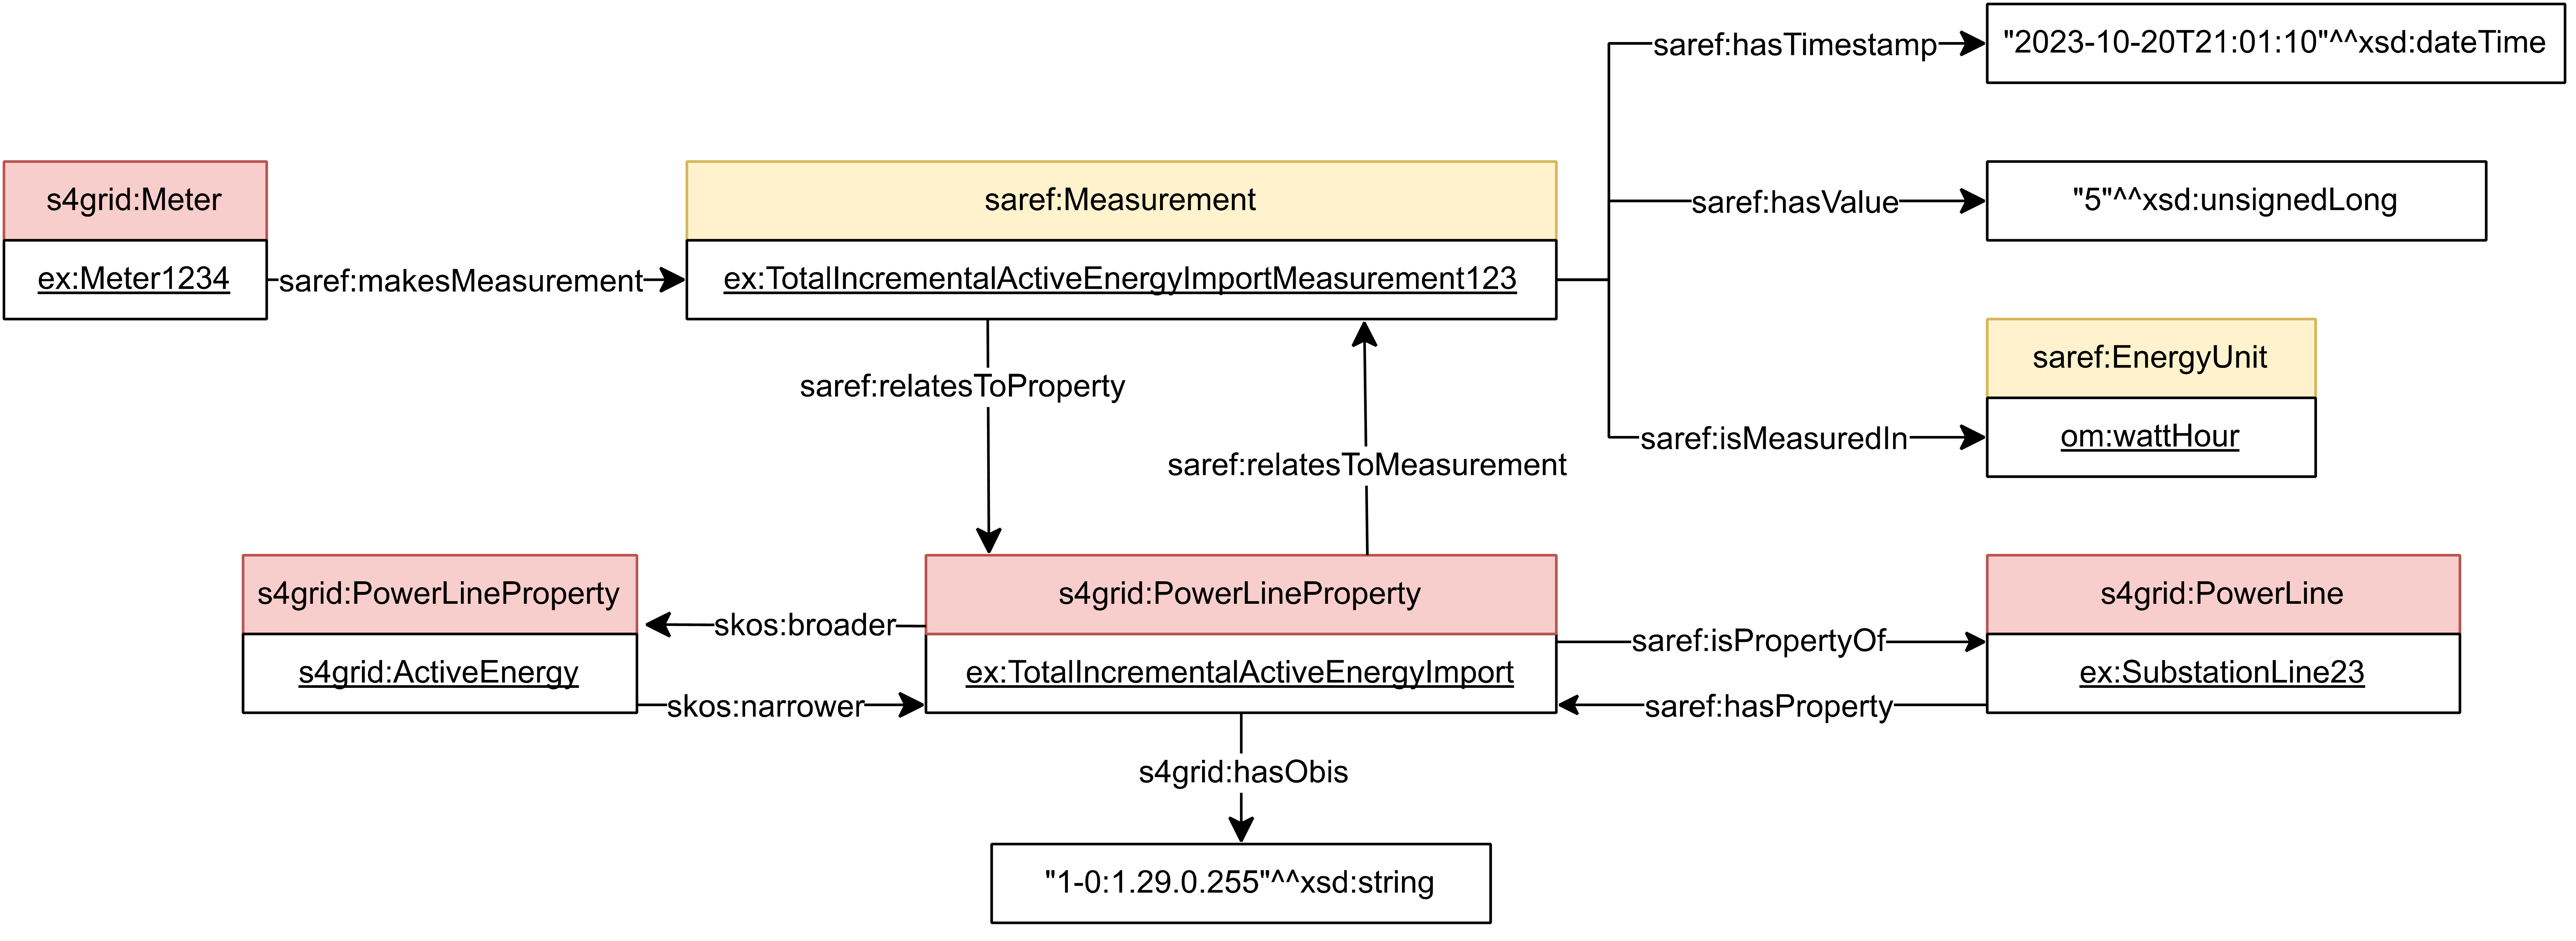 saref:hasTimestamp
"2023-10-20T21:01:10"^^xsd:dateTime
s4grid:Meter
ex:Meter1234
saref:makesMeasurement
saref:Measurement
ex:TotalIncrementalActiveEnergyImportMeasurement123
saref:hasValue
"5"^^xsd:unsignedLong
saref:EnergyUnit
om:wattHour
saref:isMeasuredIn
saref:relatesToProperty
saref:relatesToMeasurement
s4grid:PowerLineProperty
s4grid:ActiveEnergy
skos:broader
skos:narrower
s4grid:PowerLineProperty
ex:TotalIncrementalActiveEnergyImport
saref:isPropertyOf
saref:hasProperty
s4grid:PowerLine
ex:SubstationLine23
s4grid:hasObis
"1-0:1.29.0.255"^^xsd:string